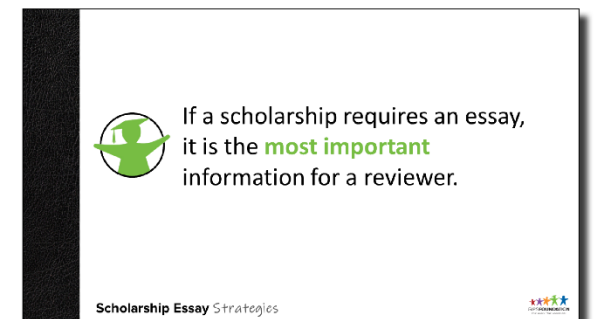 If a scholarship requires an essay,
it is the most important
information for a reviewer.
Scholarship Essay Strategies